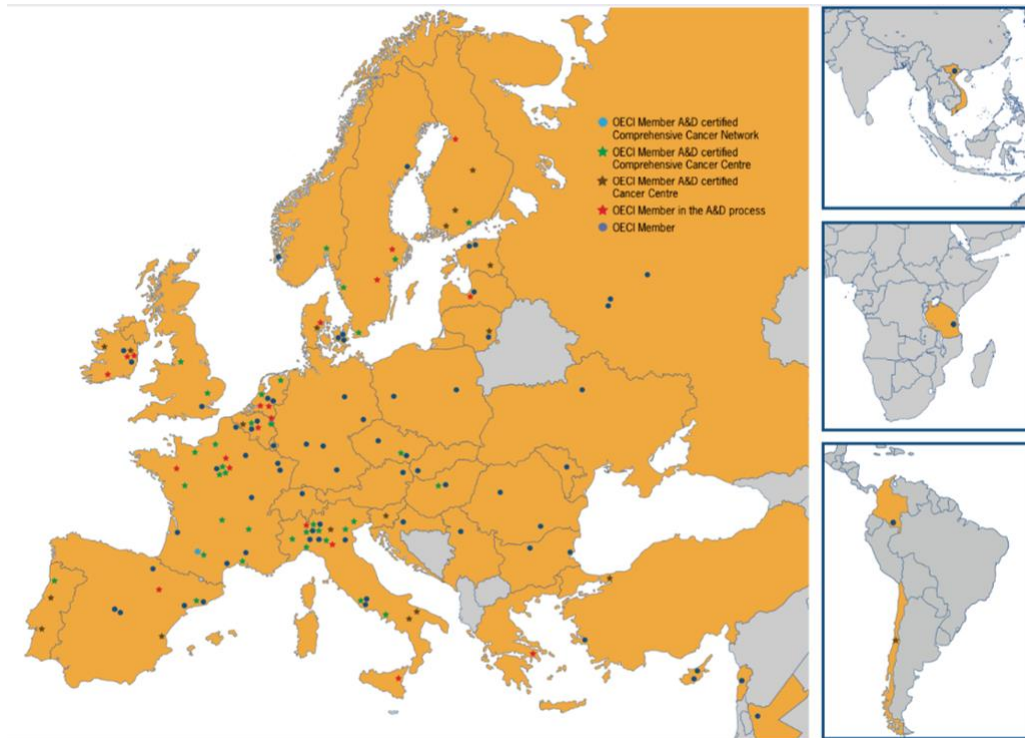 OECI Member A&D certified
Comprehensive Cancer Network
OECI Member A&D certified
Comprehensive Cancer Centre
OECI Member A&D certified
Cancer Centre
OECI Member in the A&D process
OECI Member